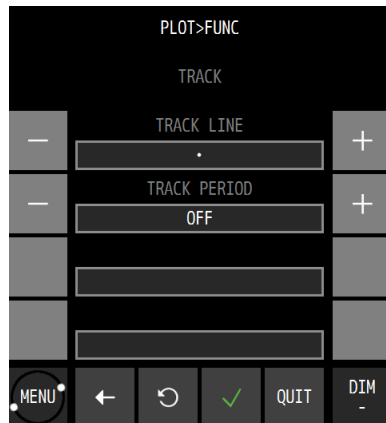 PLOT>FUNC
TRACK
TRACK LINE
− +
·
TRACK PERIOD
− +
OFF
MENU QUIT DIM
-